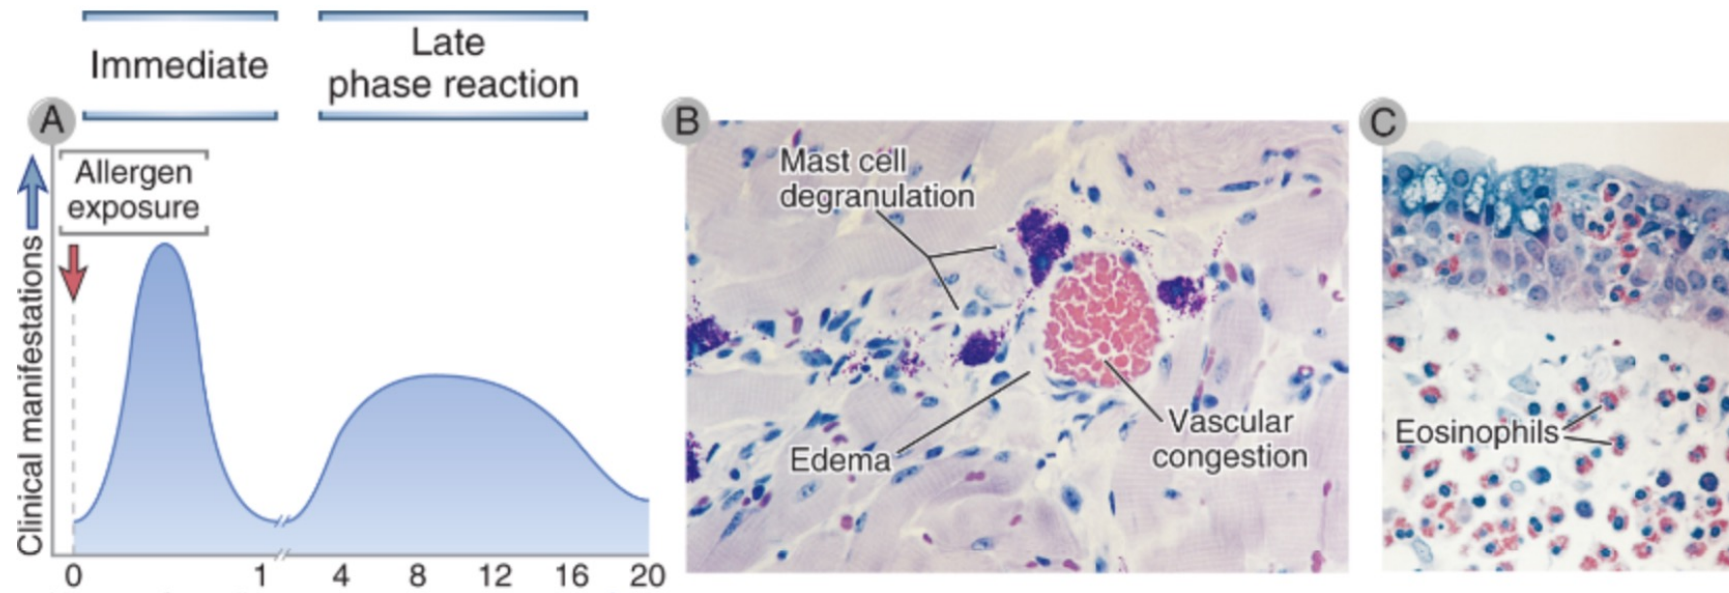 Immediate
Late
phase reaction
A
Allergen
exposure
Clinical manifestations
0 1 4 8 12 16 20
B
Mast cell
degranulation
Edema
Vascular
congestion
C
Eosinophils